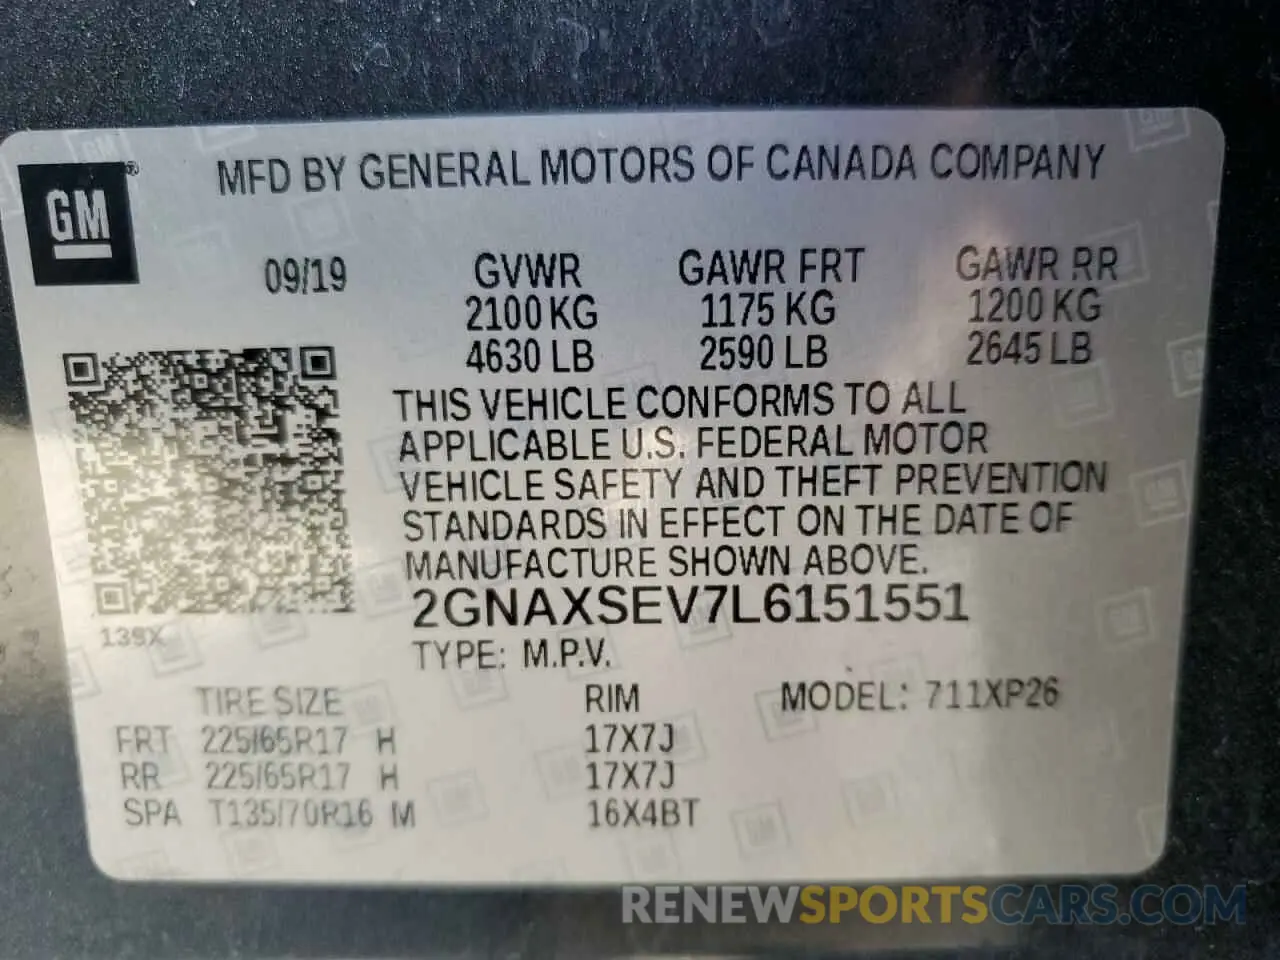 GM®
MFD BY GENERAL MOTORS OF CANADA COMPANY
09/19 GVWR GAWR FRT GAWR RR
2100 KG 1175 KG 1200 KG
4630 LB 2590 LB 2645 LB
THIS VEHICLE CONFORMS TO ALL
APPLICABLE U.S. FEDERAL MOTOR
VEHICLE SAFETY AND THEFT PREVENTION
STANDARDS IN EFFECT ON THE DATE OF
MANUFACTURE SHOWN ABOVE.
2GNAXSEV7L6151551
139X
TYPE: M.P.V.
TIRE SIZE RIM MODEL: 711XP26
FRT 225/65R17 H 17X7J
RR 225/65R17 H 17X7J
SPA T135/70R16 M 16X4BT
RENEWSPORTSCARS.COM